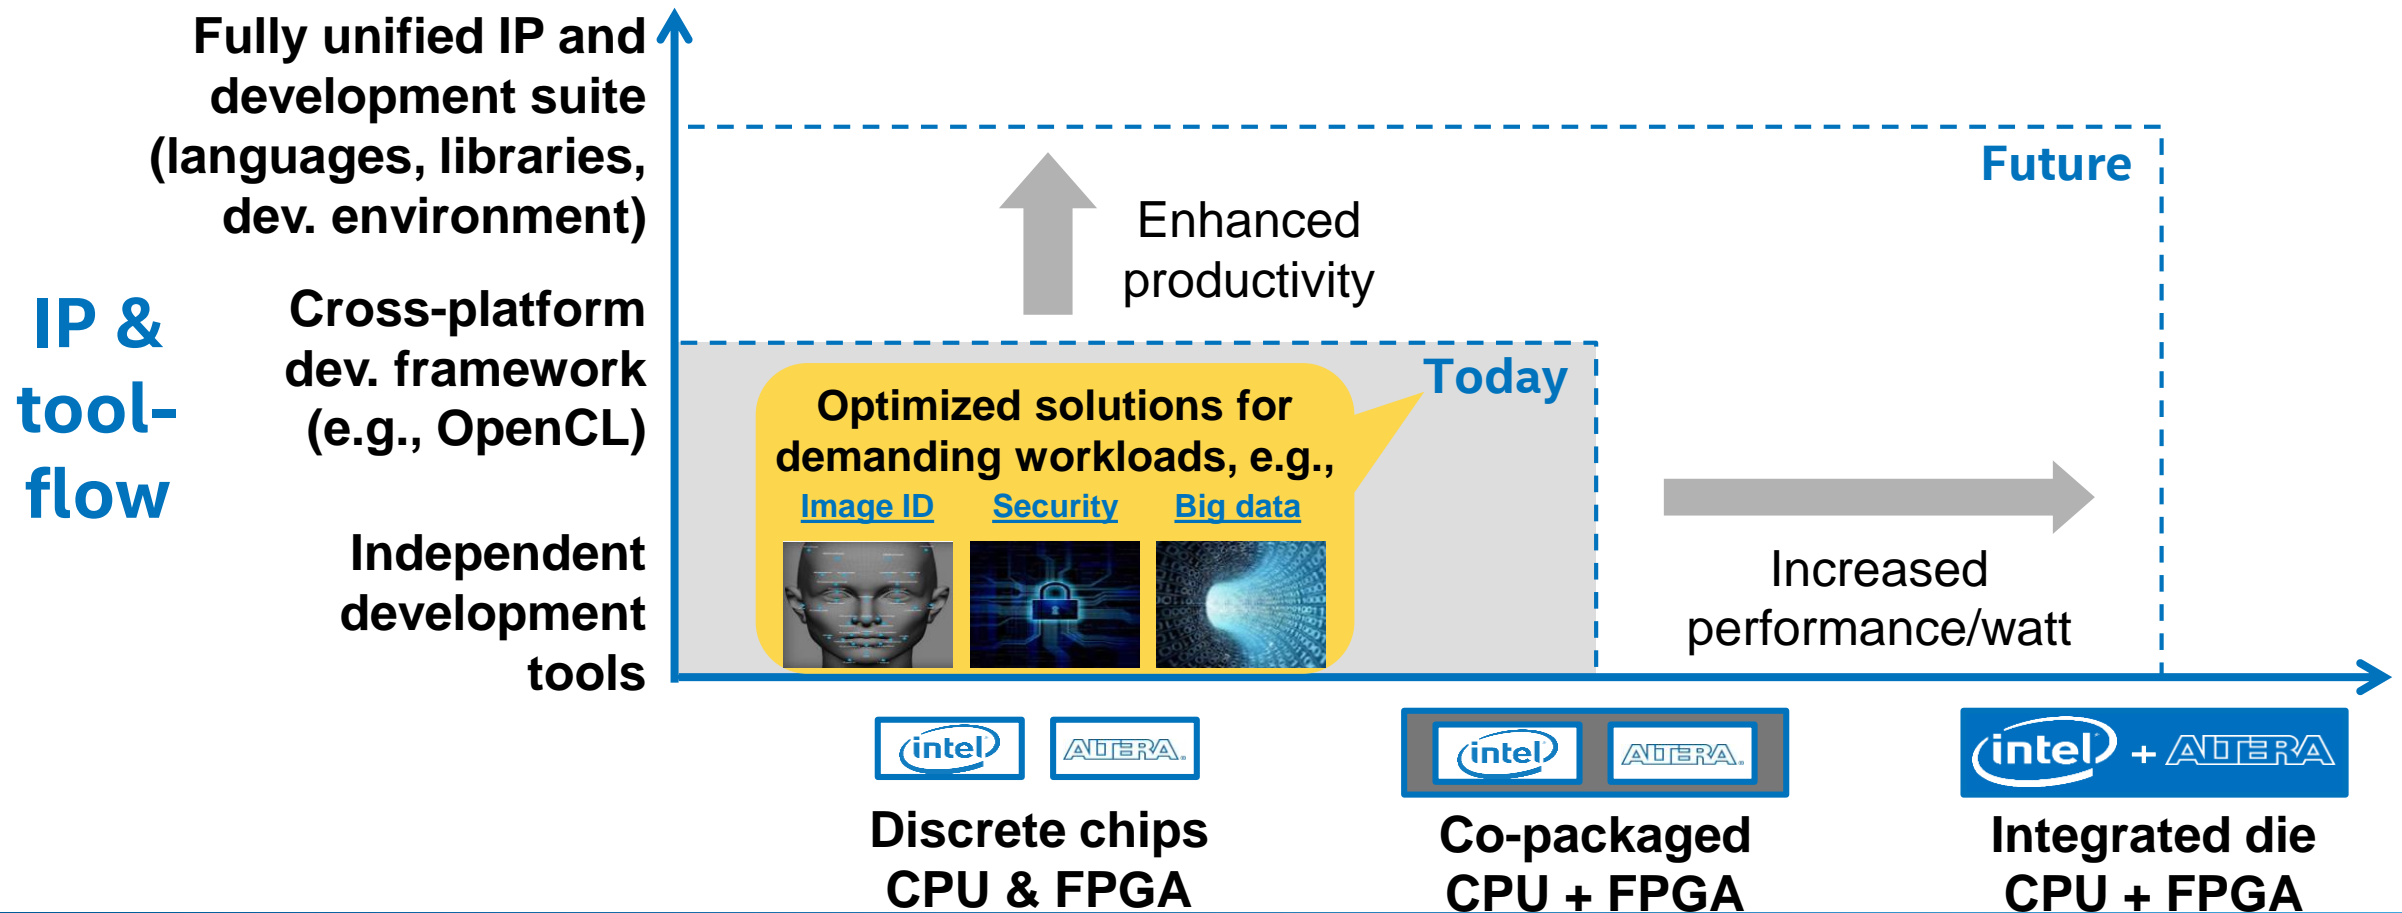 Fully unified IP and
development suite
(languages, libraries,
dev. environment)
Future
Enhanced
productivity
IP &
tool-
flow
Cross-platform
dev. framework
(e.g., OpenCL)
Today
Optimized solutions for
demanding workloads, e.g.,
Image ID Security Big data
Independent
development
tools
Increased
performance/watt
intel ALTERA.
Discrete chips
CPU & FPGA
intel ALTERA.
Co-packaged
CPU + FPGA
intel + ALTERA
Integrated die
CPU + FPGA